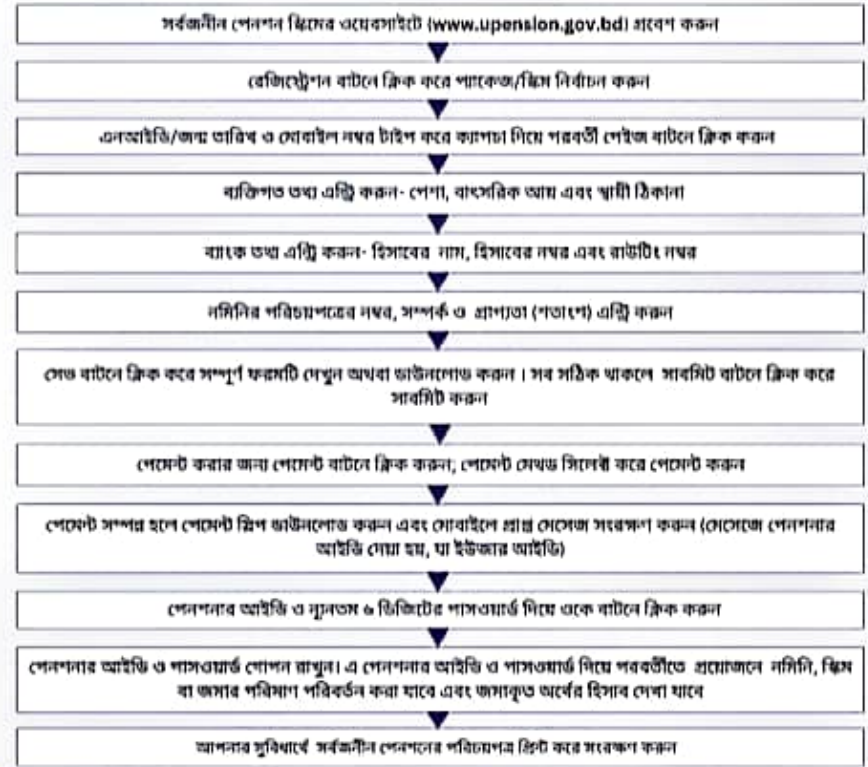 সর্বজনীন পেনশন স্কিমের ওয়েবসাইটে (www.upension.gov.bd) প্রবেশ করুন
রেজিস্ট্রেশন বাটনে ক্লিক করে প্যাকেজ/স্কিম নির্বাচন করুন
এনআইডি/জন্ম তারিখ ও মোবাইল নম্বর টাইপ করে ক্যাপচা দিয়ে পরবর্তী পেইজ বাটনে ক্লিক করুন
ব্যক্তিগত তথ্য এন্ট্রি করুন- পেশা, বাৎসরিক আয় এবং স্থায়ী ঠিকানা
ব্যাংক তথ্য এন্ট্রি করুন- হিসাবের নাম, হিসাবের নম্বর এবং রাউটিং নম্বর
নমিনির পরিচয়পত্রের নম্বর, সম্পর্ক ও প্রাপ্যতা (শতাংশ) এন্ট্রি করুন
সেভ বাটনে ক্লিক করে সম্পূর্ণ ফরমটি দেখুন অথবা ডাউনলোড করুন । সব সঠিক থাকলে সাবমিট বাটনে ক্লিক করে
সাবমিট করুন
পেমেন্ট করার জন্য পেমেন্ট বাটনে ক্লিক করুন, পেমেন্ট মেথড সিলেক্ট করে পেমেন্ট করুন
পেমেন্ট সম্পন্ন হলে পেমেন্ট স্লিপ ডাউনলোড করুন এবং মোবাইলে প্রাপ্ত মেসেজ সংরক্ষণ করুন (মেসেজে পেনশনার
আইডি দেয়া হয়, যা ইউজার আইডি)
পেনশনার আইডি ও ন্যূনতম ৬ ডিজিটের পাসওয়ার্ড দিয়ে ওকে বাটনে ক্লিক করুন
পেনশনার আইডি ও পাসওয়ার্ড গোপন রাখুন। এ পেনশনার আইডি ও পাসওয়ার্ড দিয়ে পরবর্তীতে প্রয়োজনে নমিনি, স্কিম
বা জমার পরিমাণ পরিবর্তন করা যাবে এবং জমাকৃত অর্থের হিসাব দেখা যাবে
আপনার সুবিধার্থে সর্বজনীন পেনশনের পরিচয়পত্র প্রিন্ট করে সংরক্ষণ করুন